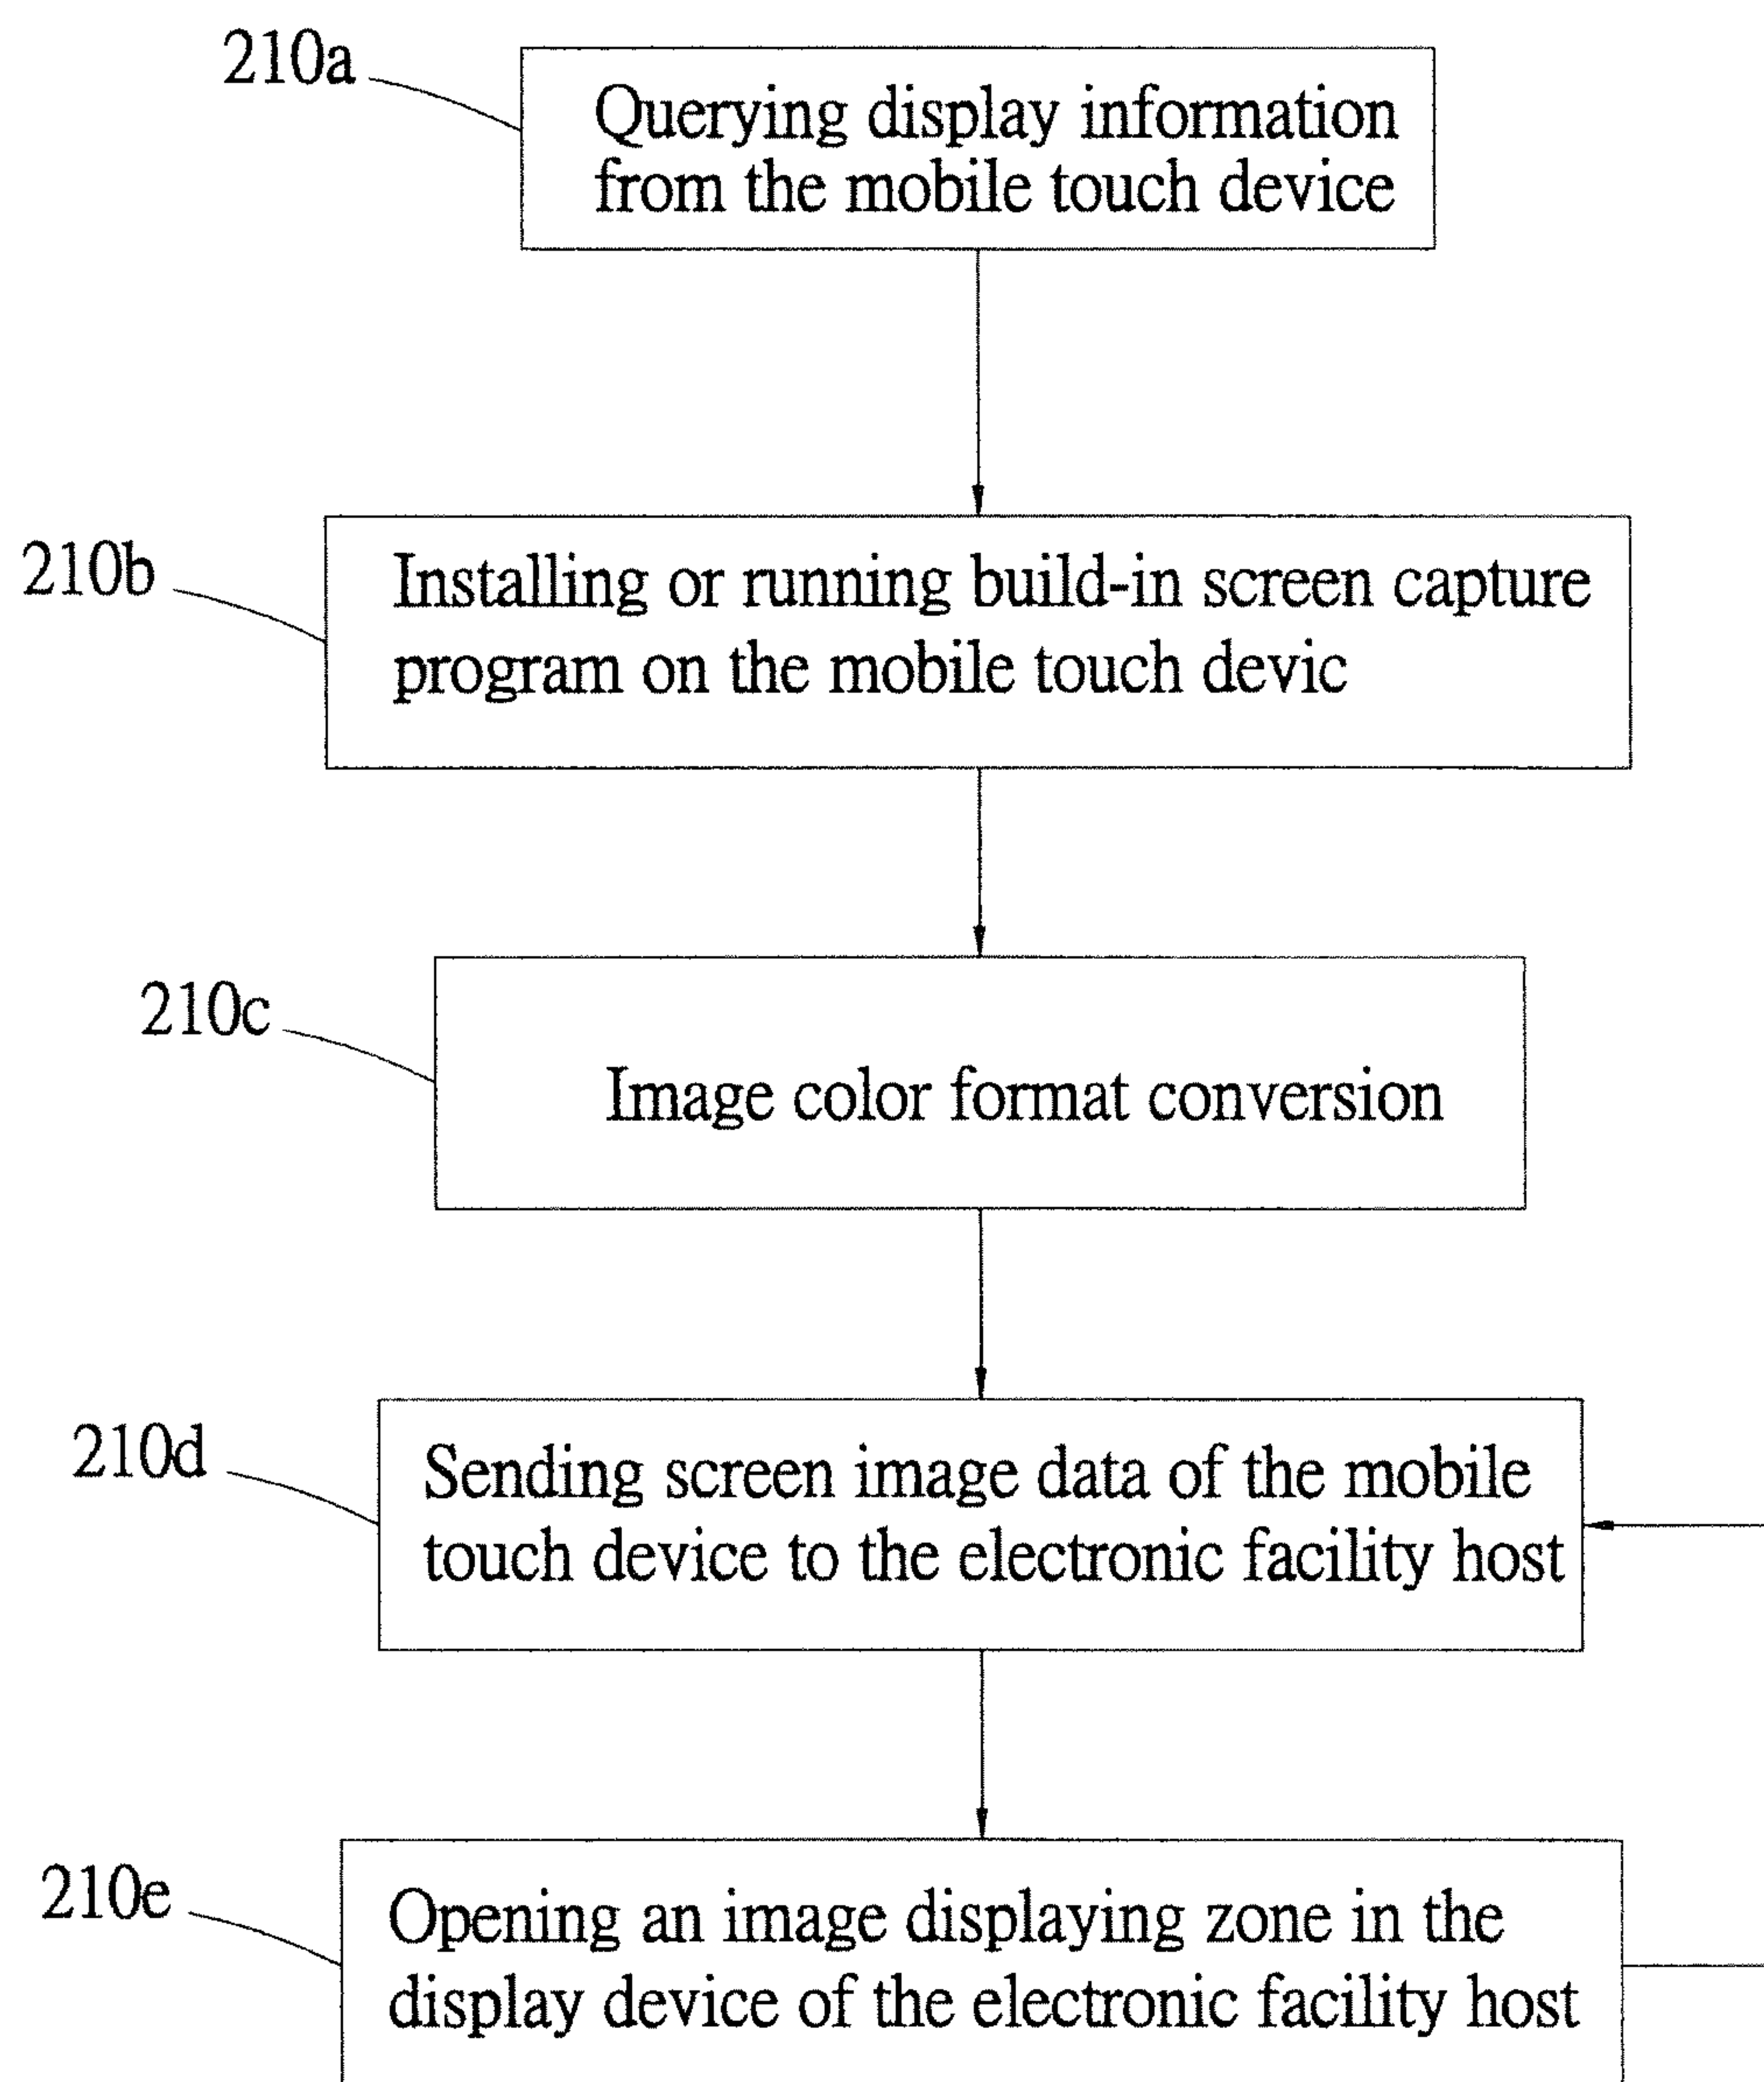 210a
Querying display information
from the mobile touch device
210b
Installing or running build-in screen capture
program on the mobile touch devic
210c
Image color format conversion
210d
Sending screen image data of the mobile
touch device to the electronic facility host
210e
Opening an image displaying zone in the
display device of the electronic facility host